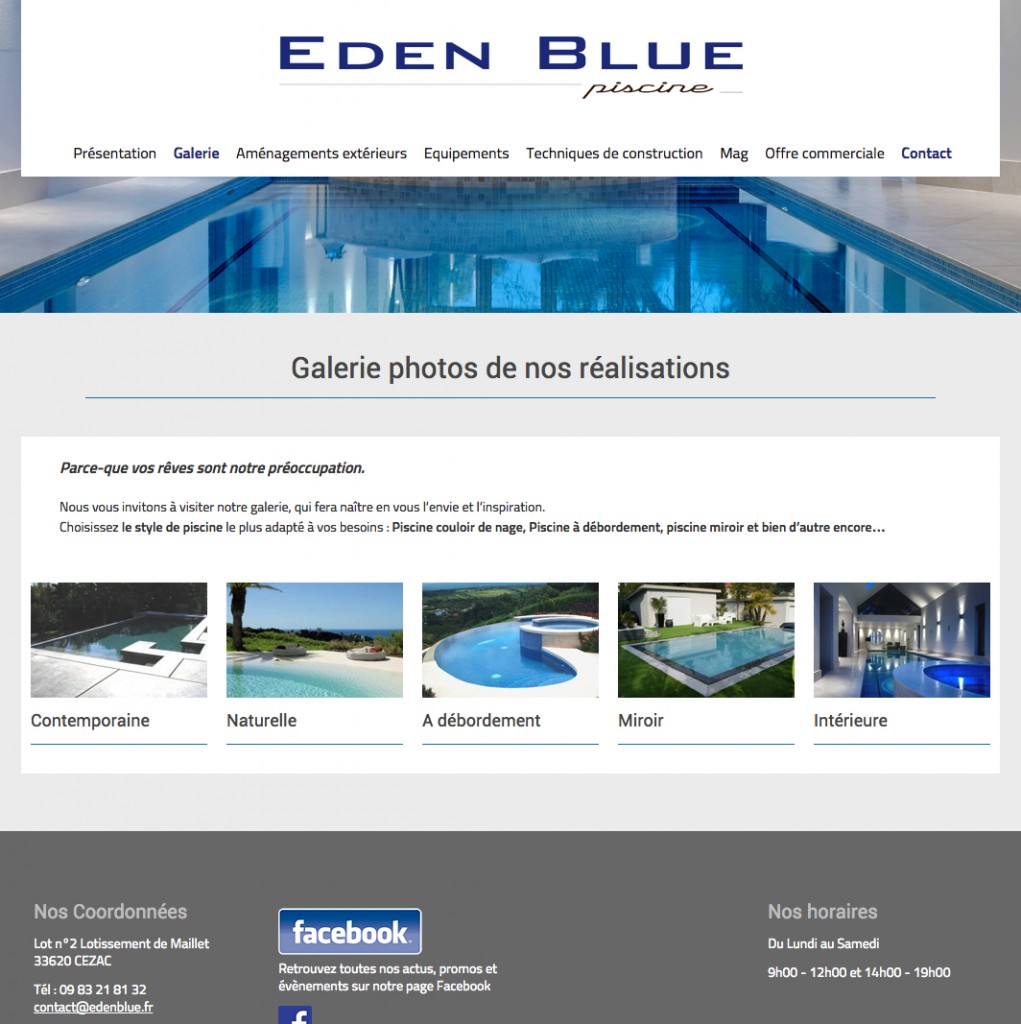 EDEN BLUE
piscine
Présentation Galerie Aménagements extérieurs Equipements Techniques de construction Mag Offre commerciale Contact
Galerie photos de nos réalisations
Parce-que vos rêves sont notre préoccupation.
Nous vous invitons à visiter notre galerie, qui fera naître en vous l’envie et l’inspiration.
Choisissez le style de piscine le plus adapté à vos besoins : Piscine couloir de nage, Piscine à débordement, piscine miroir et bien d’autre encore…
Contemporaine
Naturelle
A débordement
Miroir
Intérieure
Nos Coordonnées
Lot n°2 Lotissement de Maillet
33620 CEZAC
Tél : 09 83 21 81 32
contact@edenblue.fr
facebook
Retrouvez toutes nos actus, promos et
évènements sur notre page Facebook
f
Nos horaires
Du Lundi au Samedi
9h00 - 12h00 et 14h00 - 19h00